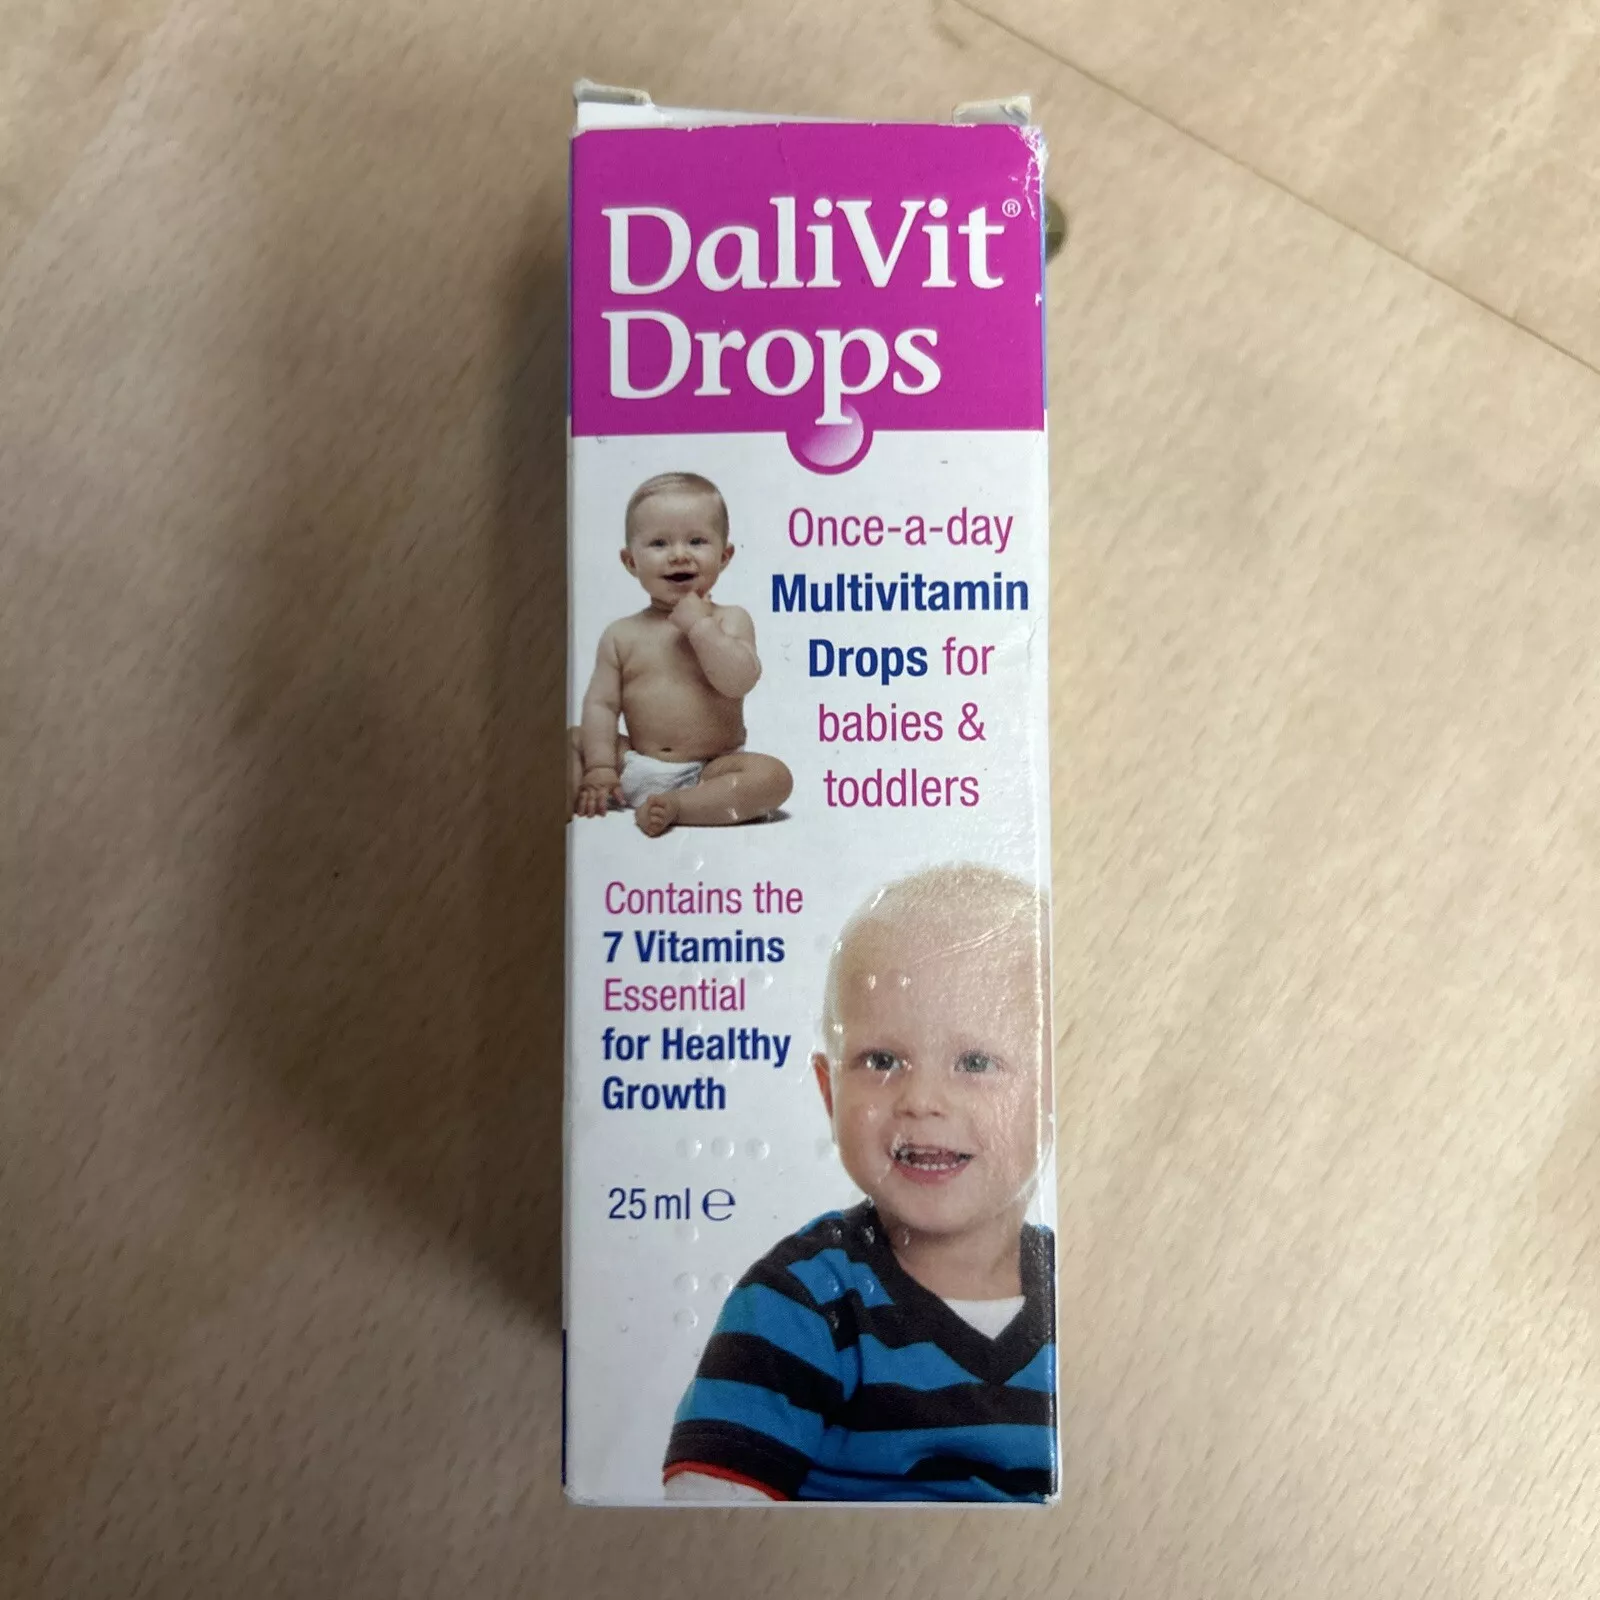 DaliVit®
Drops
Once-a-day
Multivitamin
Drops for
babies &
toddlers
Contains the
7 Vitamins
Essential
for Healthy
Growth
25 ml ℮